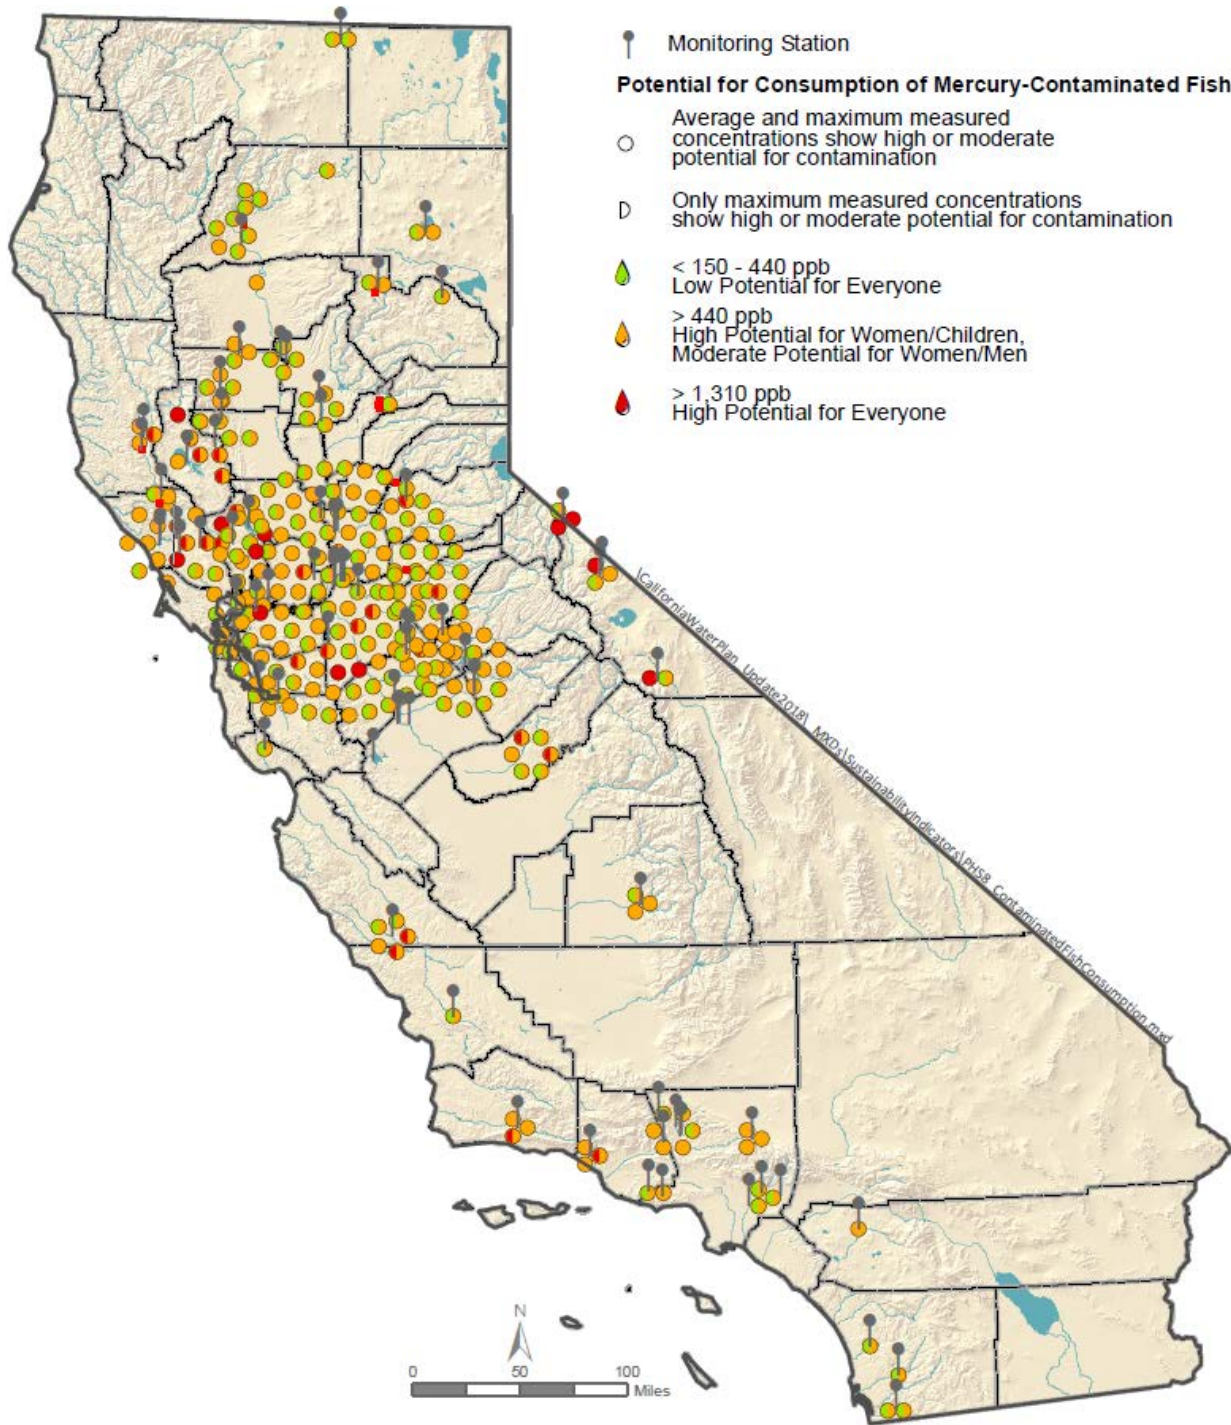 Monitoring Station
Potential for Consumption of Mercury-Contaminated Fish
Average and maximum measured
concentrations show high or moderate
potential for contamination
Only maximum measured concentrations
show high or moderate potential for contamination
< 150 - 440 ppb
Low Potential for Everyone
> 440 ppb
High Potential for Women/Children,
Moderate Potential for Women/Men
> 1,310 ppb
High Potential for Everyone
\CaliforniaWaterPlan_Update2018\_MXDs\SustainabilityIndicators\PHS8_ContaminatedFishConsumption.mxd
N
0 50 100
Miles